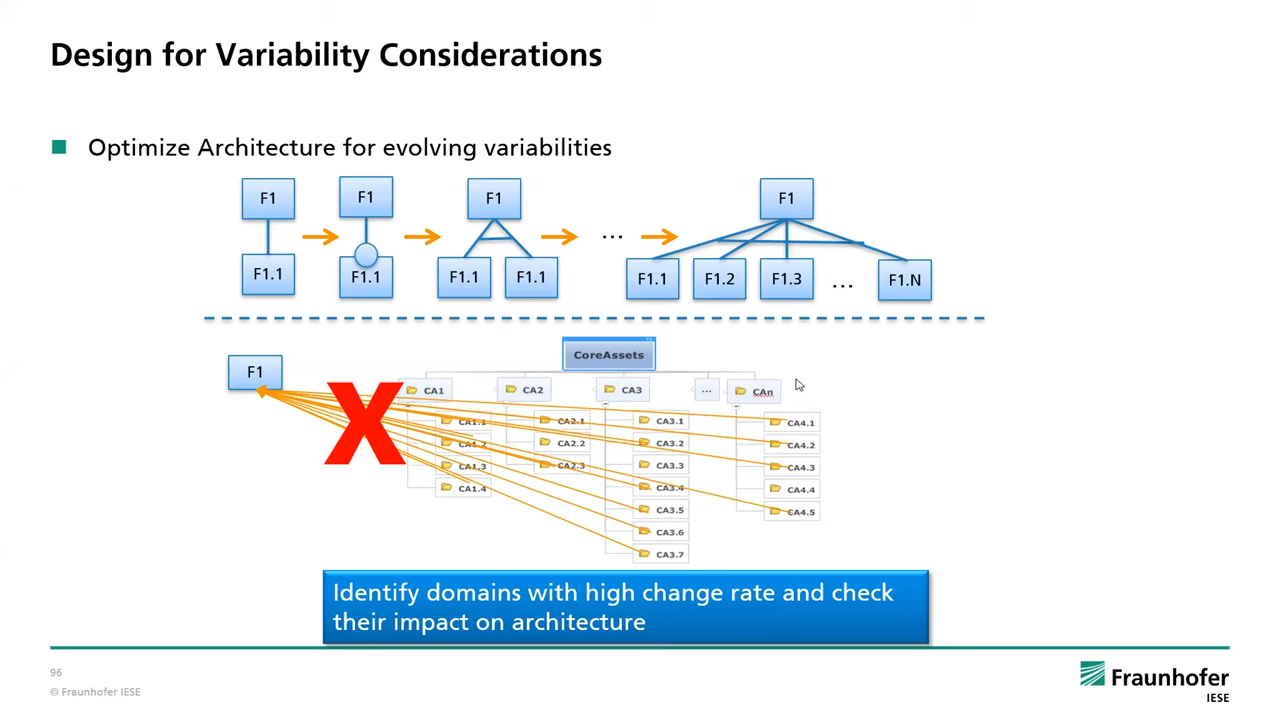 Design for Variability Considerations
Optimize Architecture for evolving variabilities
F1 F1 F1 ... F1
F1.1 F1.1 F1.1 F1.1 F1.1 F1.2 F1.3 ... F1.N
CoreAssets
F1
X
CA1 CA2 CA3 ... CAn
CA1.1 CA2.1 CA3.1 CA4.1
CA1.2 CA2.2 CA3.2 CA4.2
CA1.3 CA2.3 CA3.3 CA4.3
CA1.4 CA3.4 CA4.4
CA3.5 CA4.5
CA3.6
CA3.7
Identify domains with high change rate and check
their impact on architecture
96
© Fraunhofer IESE
Fraunhofer
IESE